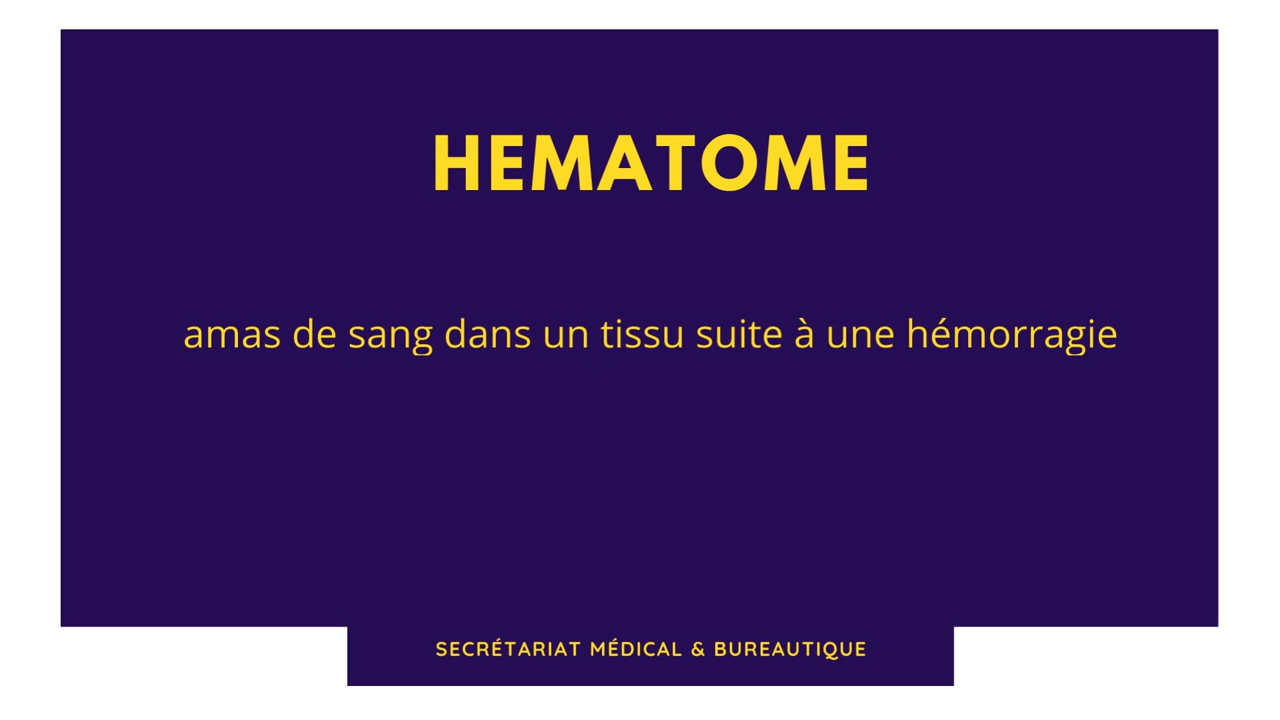 HEMATOME
amas de sang dans un tissu suite à une hémorragie
SECRÉTARIAT MÉDICAL & BUREAUTIQUE